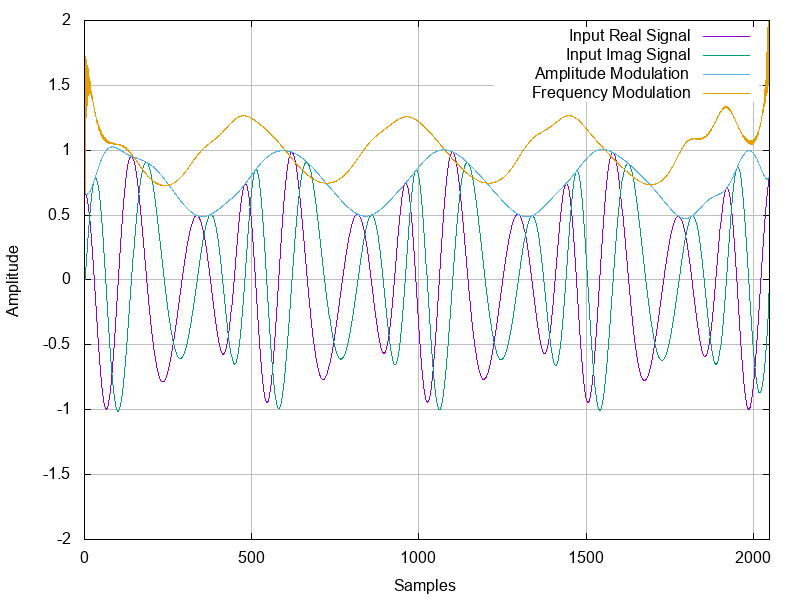 2
1.5
1
0.5
0
-0.5
-1
-1.5
-2
0 500 1000 1500 2000
Amplitude
Samples
Input Real Signal
Input Imag Signal
Amplitude Modulation
Frequency Modulation